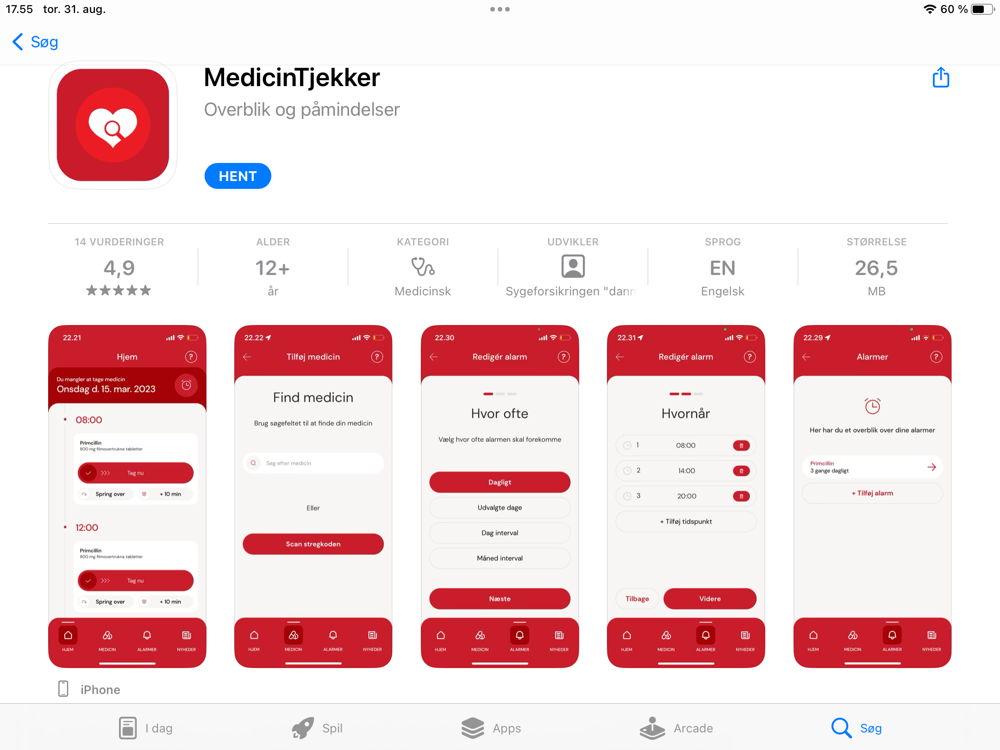 17.55 tor. 31. aug.
60 %
Søg
MedicinTjekker
Overblik og påmindelser
HENT
14 VURDERINGER
4,9
ALDER
12+
år
KATEGORI
Medicinsk
UDVIKLER
Sygeforsikringen "dann
SPROG
EN
Engelsk
STØRRELSE
26,5
MB
22.21
Hjem
?
Du mangler at tage medicin
Onsdag d. 15. mar. 2023
08:00
Primcillin
800 mg filmovertrukne tabletter
Tag nu
Spring over
+ 10 min
12:00
Primcillin
800 mg filmovertrukne tabletter
Tag nu
Spring over
+ 10 min
HJEM
MEDICIN
ALARMER
NYHEDER
22.22
Tilføj medicin
?
Find medicin
Brug søgefeltet til at finde din medicin
Søg efter medicin
Eller
Scan stregkoden
HJEM
MEDICIN
ALARMER
NYHEDER
22.30
Redigér alarm
?
Hvor ofte
Vælg hvor ofte alarmen skal forekomme
Dagligt
Udvalgte dage
Dag interval
Måned interval
Næste
HJEM
MEDICIN
ALARMER
NYHEDER
22.31
Redigér alarm
?
Hvornår
1 08:00
2 14:00
3 20:00
+ Tilføj tidspunkt
Tilbage
Videre
HJEM
MEDICIN
ALARMER
NYHEDER
22.29
Alarmer
?
Her har du et overblik over dine alarmer
Primcillin
3 gange dagligt
+ Tilføj alarm
HJEM
MEDICIN
ALARMER
NYHEDER
iPhone
I dag
Spil
Apps
Arcade
Søg